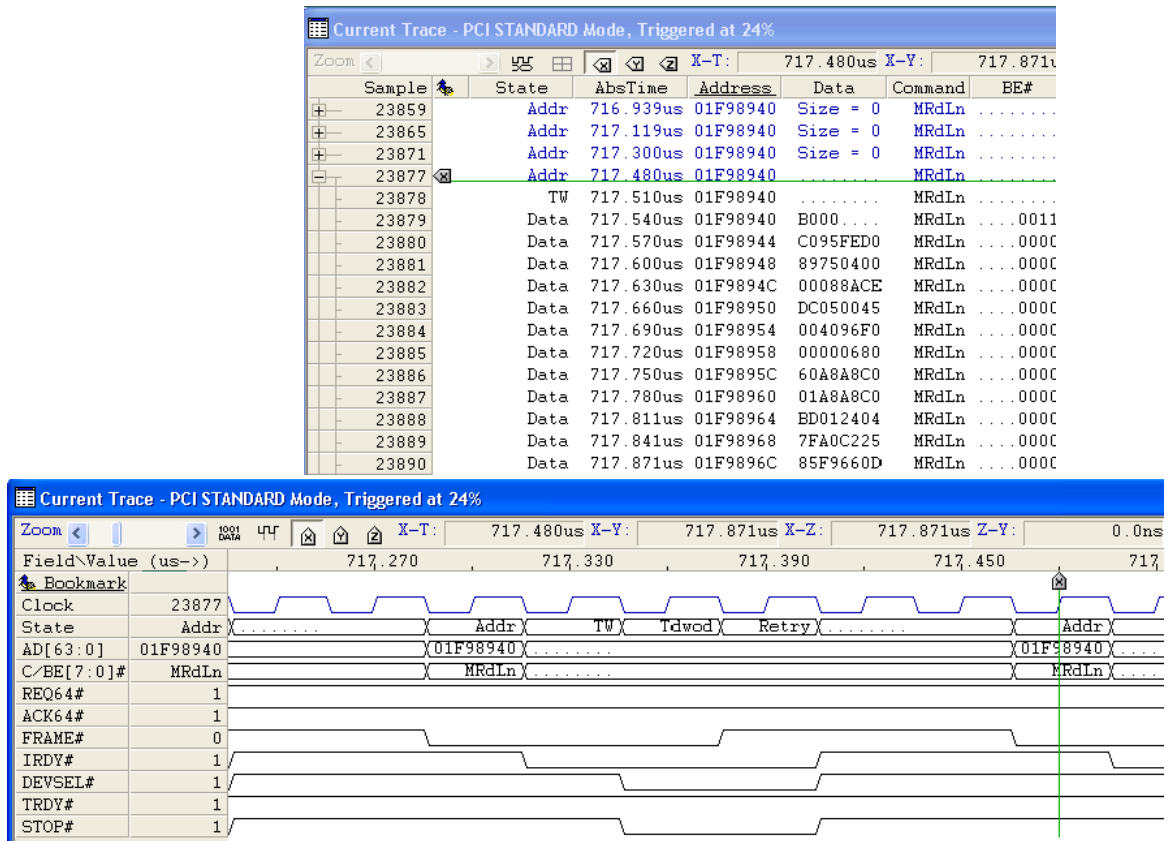 Current Trace - PCI STANDARD Mode, Triggered at 24%
Zoom X-T: 717.480us X-Y: 717.871u
Sample State AbsTime Address Data Command BE#
23859 Addr 716.939us 01F98940 Size = 0 MRdLn ........
23865 Addr 717.119us 01F98940 Size = 0 MRdLn ........
23871 Addr 717.300us 01F98940 Size = 0 MRdLn ........
23877 X Addr 717.480us 01F98940 ........ MRdLn ........
23878 TW 717.510us 01F98940 ........ MRdLn ........
23879 Data 717.540us 01F98940 B000.... MRdLn ....0011
23880 Data 717.570us 01F98944 C095FED0 MRdLn ....0000
23881 Data 717.600us 01F98948 89750400 MRdLn ....0000
23882 Data 717.630us 01F9894C 00088ACE MRdLn ....0000
23883 Data 717.660us 01F98950 DC050045 MRdLn ....0000
23884 Data 717.690us 01F98954 004096F0 MRdLn ....0000
23885 Data 717.720us 01F98958 00000680 MRdLn ....0000
23886 Data 717.750us 01F9895C 60A8A8C0 MRdLn ....0000
23887 Data 717.780us 01F98960 01A8A8C0 MRdLn ....0000
23888 Data 717.811us 01F98964 BD012404 MRdLn ....0000
23889 Data 717.841us 01F98968 7FA0C225 MRdLn ....0000
23890 Data 717.871us 01F9896C 85F9660D MRdLn ....0000
Current Trace - PCI STANDARD Mode, Triggered at 24%
Zoom 1001 DATA X Y Z X-T: 717.480us X-Y: 717.871us X-Z: 717.871us Z-Y: 0.0ns
Field\Value (us->) 717.270 717.330 717.390 717.450 717
Bookmark X
Clock 23877
State Addr ........ Addr TW Tdwod Retry ........ Addr
AD[63:0] 01F98940 01F98940 ........ 01F98940 ....
C/BE[7:0]# MRdLn MRdLn ........ MRdLn ....
REQ64# 1
ACK64# 1
FRAME# 0
IRDY# 1
DEVSEL# 1
TRDY# 1
STOP# 1